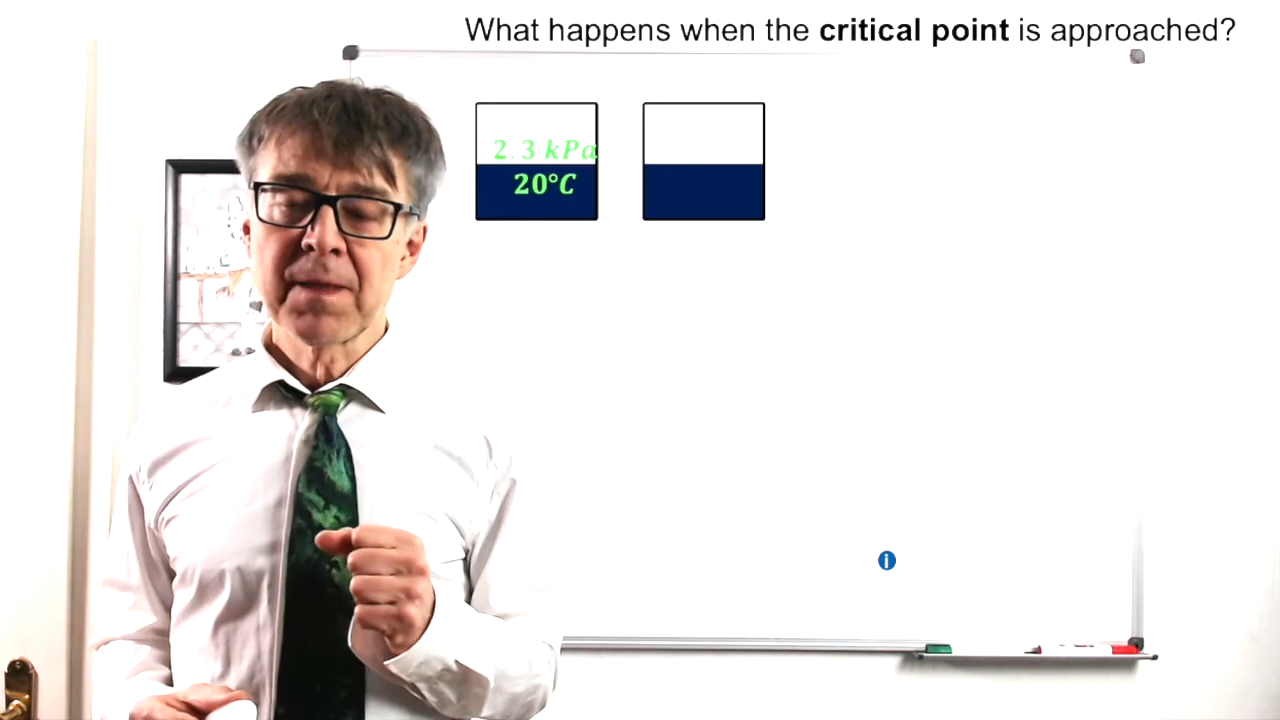 What happens when the critical point is approached?
2.3 kPa
20°C
i